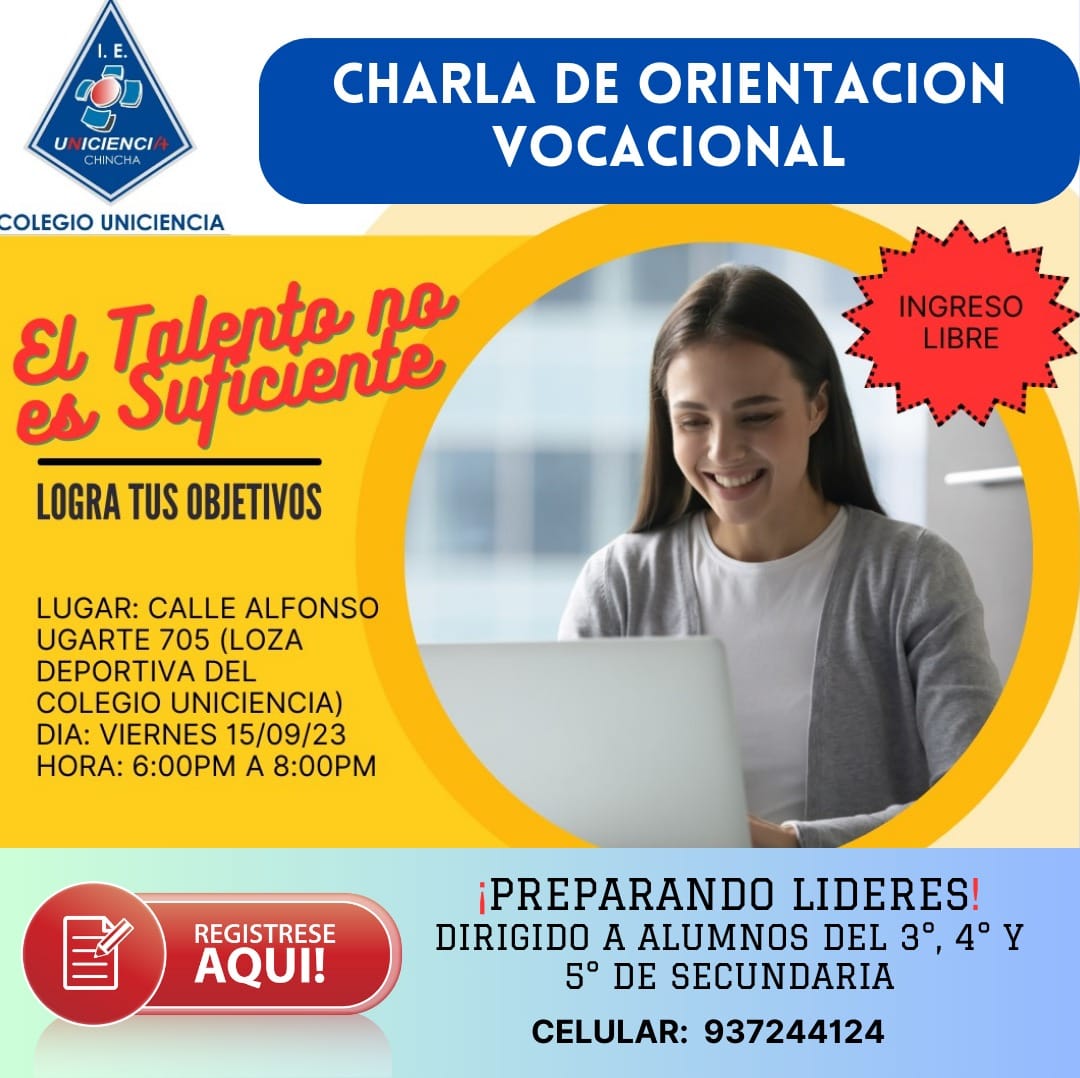 I. E.
UNICIENCIA
CHINCHA
COLEGIO UNICIENCIA
CHARLA DE ORIENTACION
VOCACIONAL
INGRESO
LIBRE
El Talento no
es Suficiente
LOGRA TUS OBJETIVOS
LUGAR: CALLE ALFONSO
UGARTE 705 (LOZA
DEPORTIVA DEL
COLEGIO UNICIENCIA)
DIA: VIERNES 15/09/23
HORA: 6:00PM A 8:00PM
REGISTRESE
AQUI!
¡PREPARANDO LIDERES!
DIRIGIDO A ALUMNOS DEL 3°, 4° Y
5° DE SECUNDARIA
CELULAR: 937244124